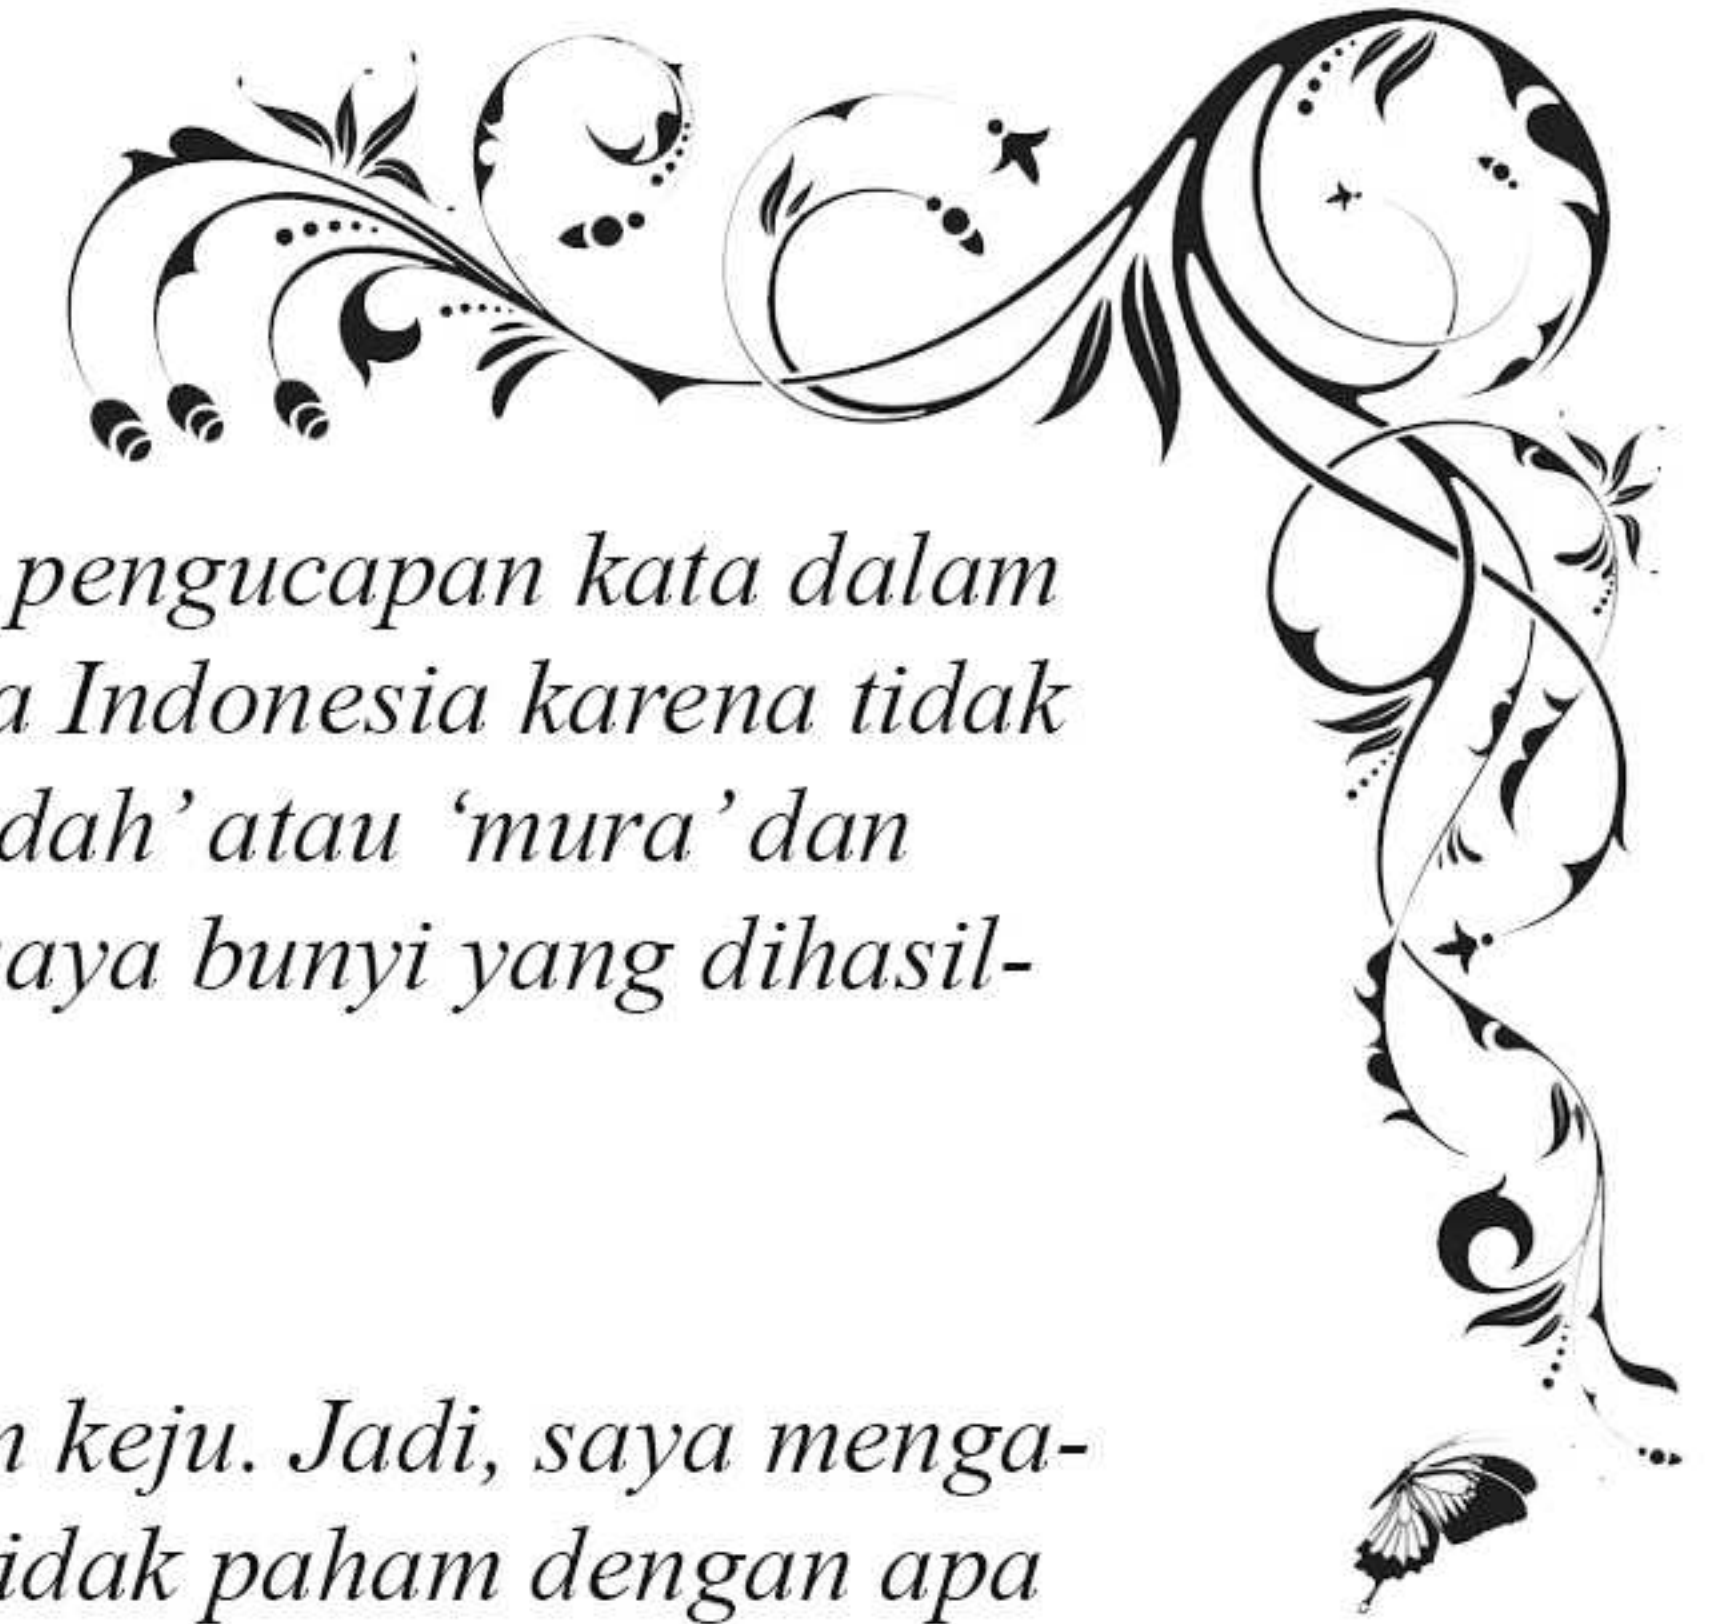 pengucapan kata dalam
a Indonesia karena tidak
dah’ atau ‘mura’ dan
aya bunyi yang dihasil-
keju. Jadi, saya menga-
idak paham dengan apa